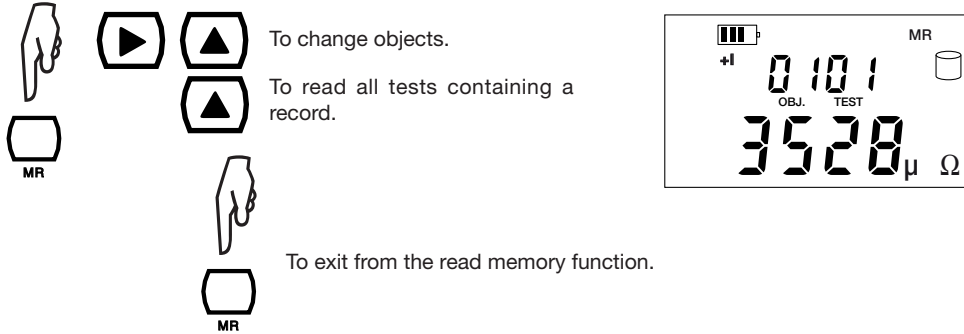 To change objects.
To read all tests containing a
record.
MR
To exit from the read memory function.
MR
MR
+I
0101
OBJ. TEST
3528 µ Ω